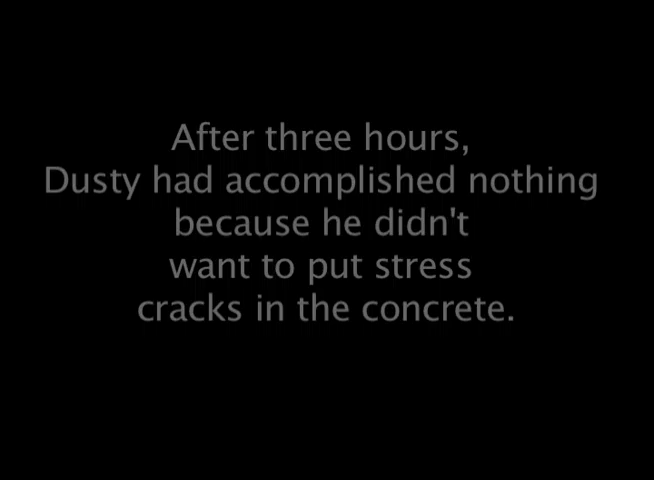 After three hours,
Dusty had accomplished nothing
because he didn't
want to put stress
cracks in the concrete.